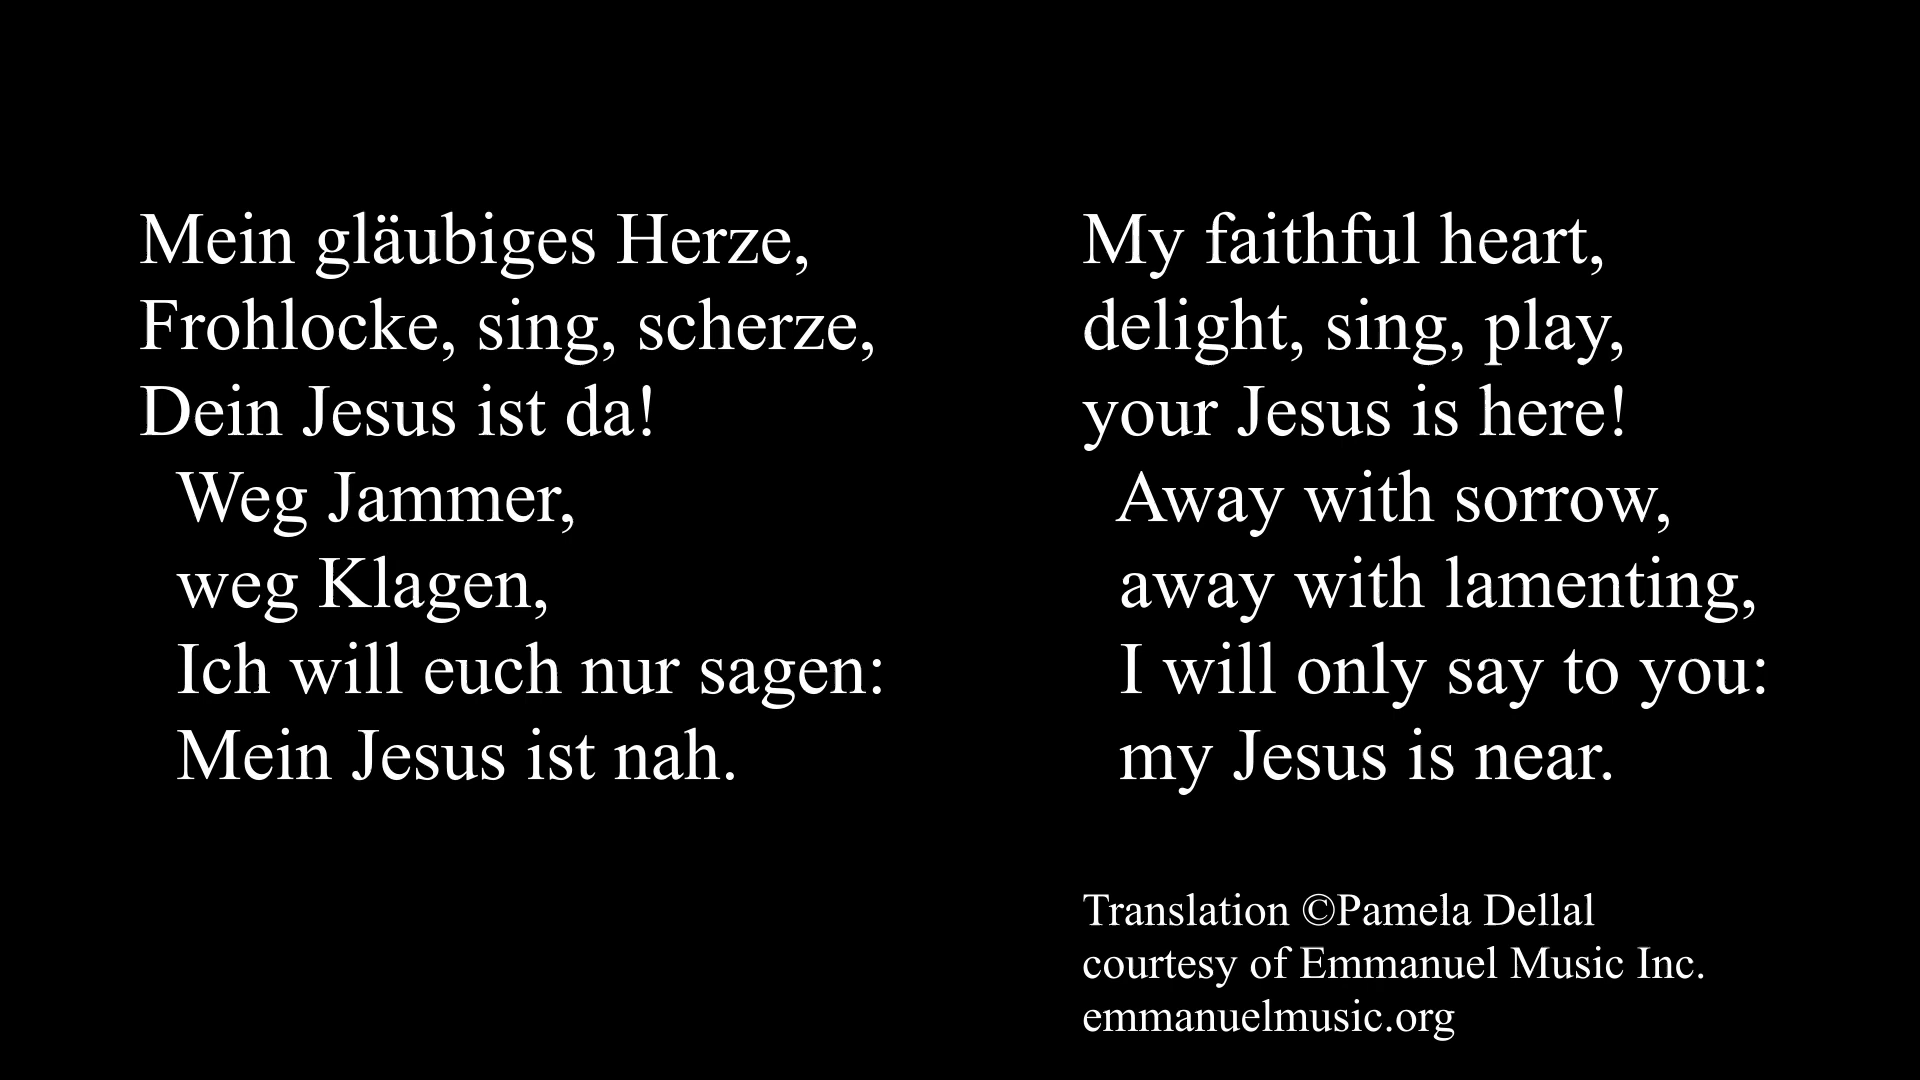 Mein gläubiges Herze,
Frohlocke, sing, scherze,
Dein Jesus ist da!
Weg Jammer,
weg Klagen,
Ich will euch nur sagen:
Mein Jesus ist nah.
My faithful heart,
delight, sing, play,
your Jesus is here!
Away with sorrow,
away with lamenting,
I will only say to you:
my Jesus is near.
Translation ©Pamela Dellal
courtesy of Emmanuel Music Inc.
emmanuelmusic.org